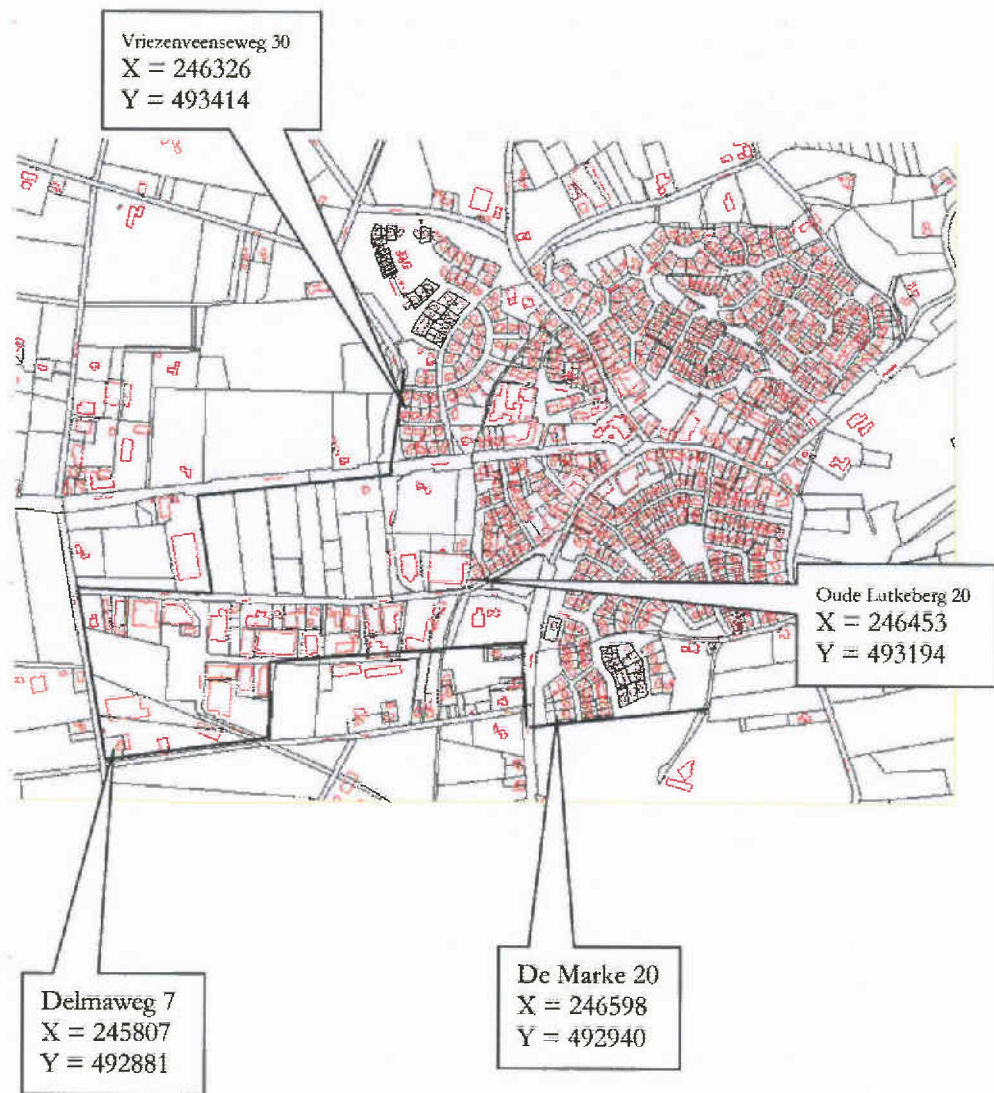 Vriezenveenseweg 30
X = 246326
Y = 493414
Oude Lutkeberg 20
X = 246453
Y = 493194
De Marke 20
X = 246598
Y = 492940
Delmaweg 7
X = 245807
Y = 492881